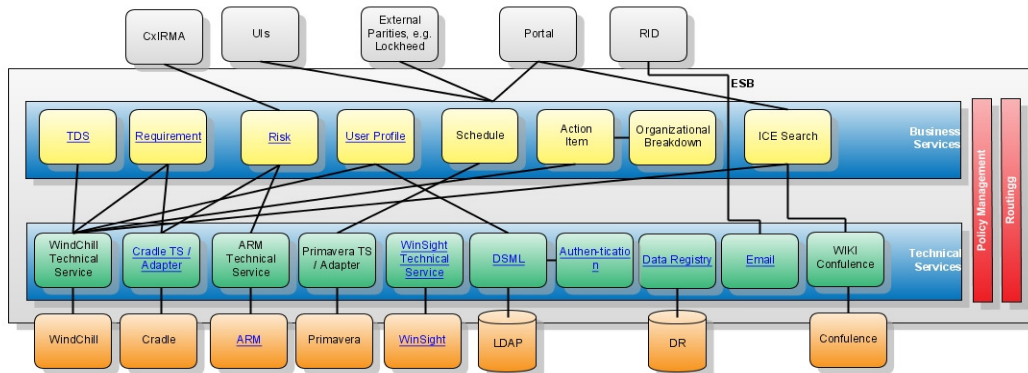 CxIRMA
UIs
External
Parities, e.g.
Lockheed
Portal
RID
ESB
TDS
Requirement
Risk
User Profile
Schedule
Action
Item
Organizational
Breakdown
ICE Search
Business
Services
WindChill
Technical
Service
Cradle TS /
Adapter
ARM
Technical
Service
Primavera TS
/ Adapter
WinSight
Technical
Service
DSML
Authen-ticatio
n
Data Registry
Email
WIKI
Confulence
Technical
Services
Policy Management
Routingg
WindChill
Cradle
ARM
Primavera
WinSight
LDAP
DR
Confulence